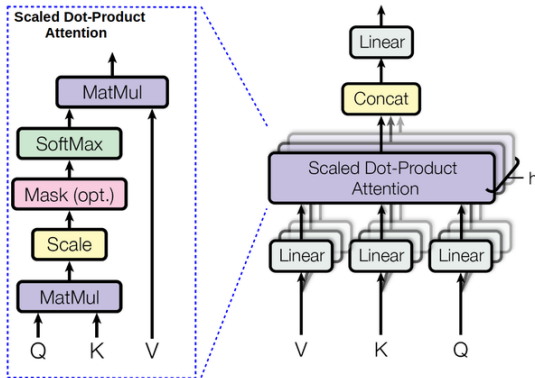 Scaled Dot-Product
Attention
MatMul
SoftMax
Mask (opt.)
Scale
MatMul
Q K V
Linear
Concat
Scaled Dot-Product
Attention
h
Linear Linear Linear
V K Q